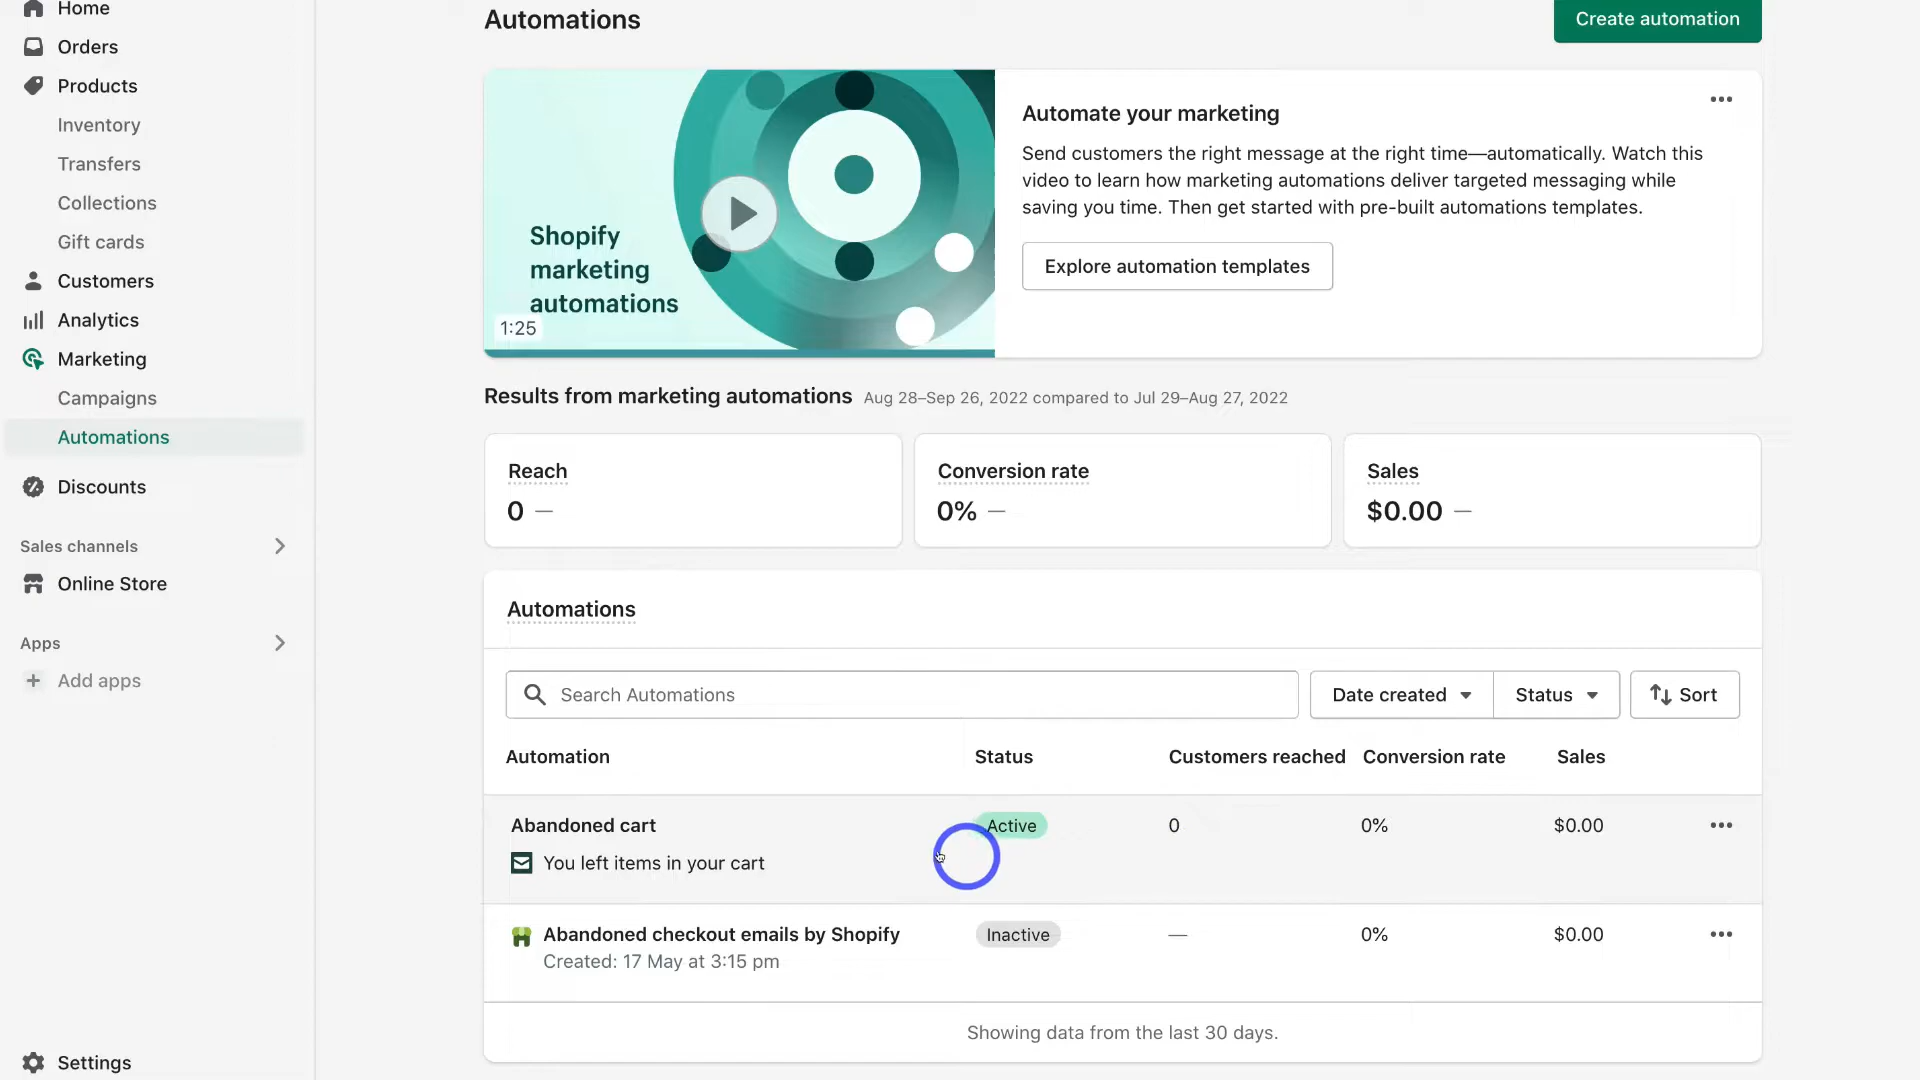 Home
Orders
Products
Inventory
Transfers
Collections
Gift cards
Customers
Analytics
Marketing
Campaigns
Automations
Discounts
Sales channels
Online Store
Apps
Add apps
Settings
Automations
Create automation
Shopify
marketing
automations
1:25
Automate your marketing
Send customers the right message at the right time—automatically. Watch this
video to learn how marketing automations deliver targeted messaging while
saving you time. Then get started with pre-built automations templates.
Explore automation templates
Results from marketing automations Aug 28–Sep 26, 2022 compared to Jul 29–Aug 27, 2022
Reach
0 —
Conversion rate
0% —
Sales
$0.00 —
Automations
Search Automations
Date created
Status
Sort
Automation Status Customers reached Conversion rate Sales
Abandoned cart Active 0 0% $0.00
You left items in your cart
Abandoned checkout emails by Shopify Inactive — 0% $0.00
Created: 17 May at 3:15 pm
Showing data from the last 30 days.